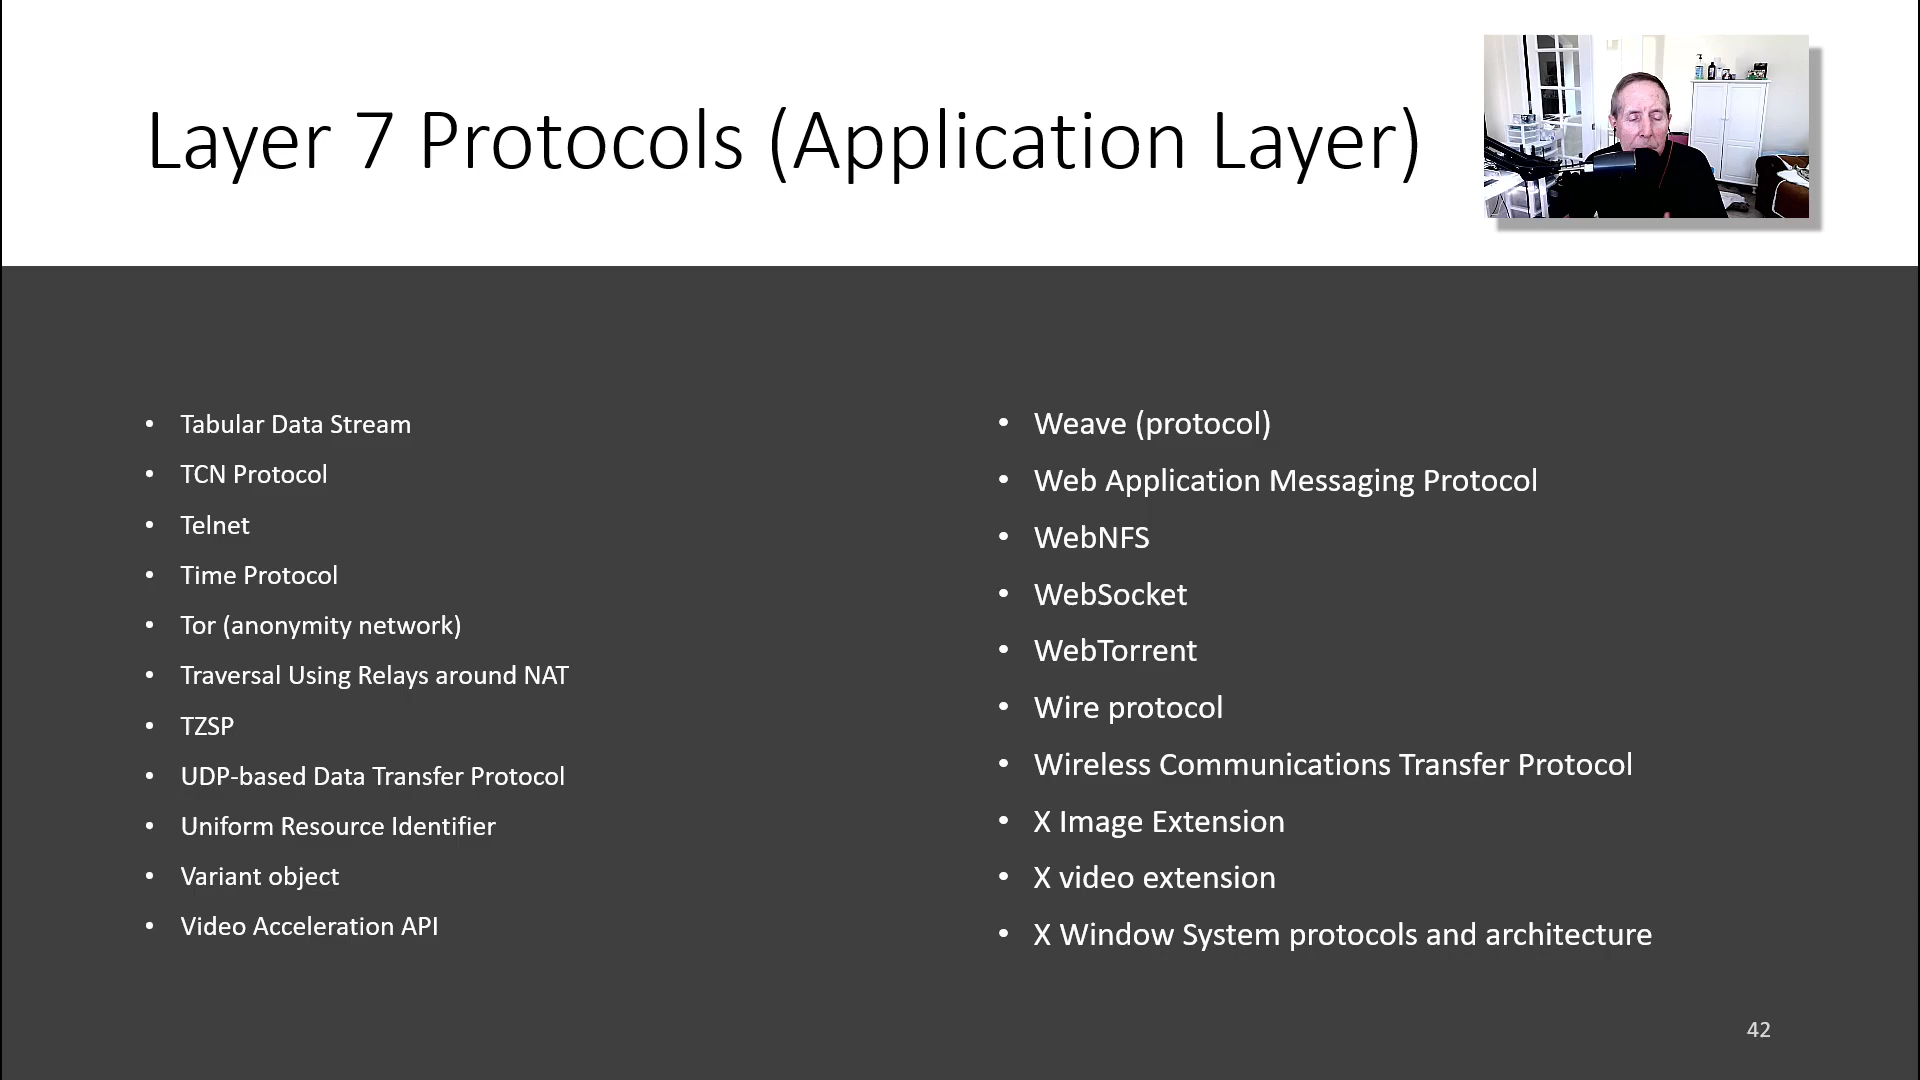 Layer 7 Protocols (Application Layer)
• Tabular Data Stream
• TCN Protocol
• Telnet
• Time Protocol
• Tor (anonymity network)
• Traversal Using Relays around NAT
• TZSP
• UDP-based Data Transfer Protocol
• Uniform Resource Identifier
• Variant object
• Video Acceleration API
• Weave (protocol)
• Web Application Messaging Protocol
• WebNFS
• WebSocket
• WebTorrent
• Wire protocol
• Wireless Communications Transfer Protocol
• X Image Extension
• X video extension
• X Window System protocols and architecture
42